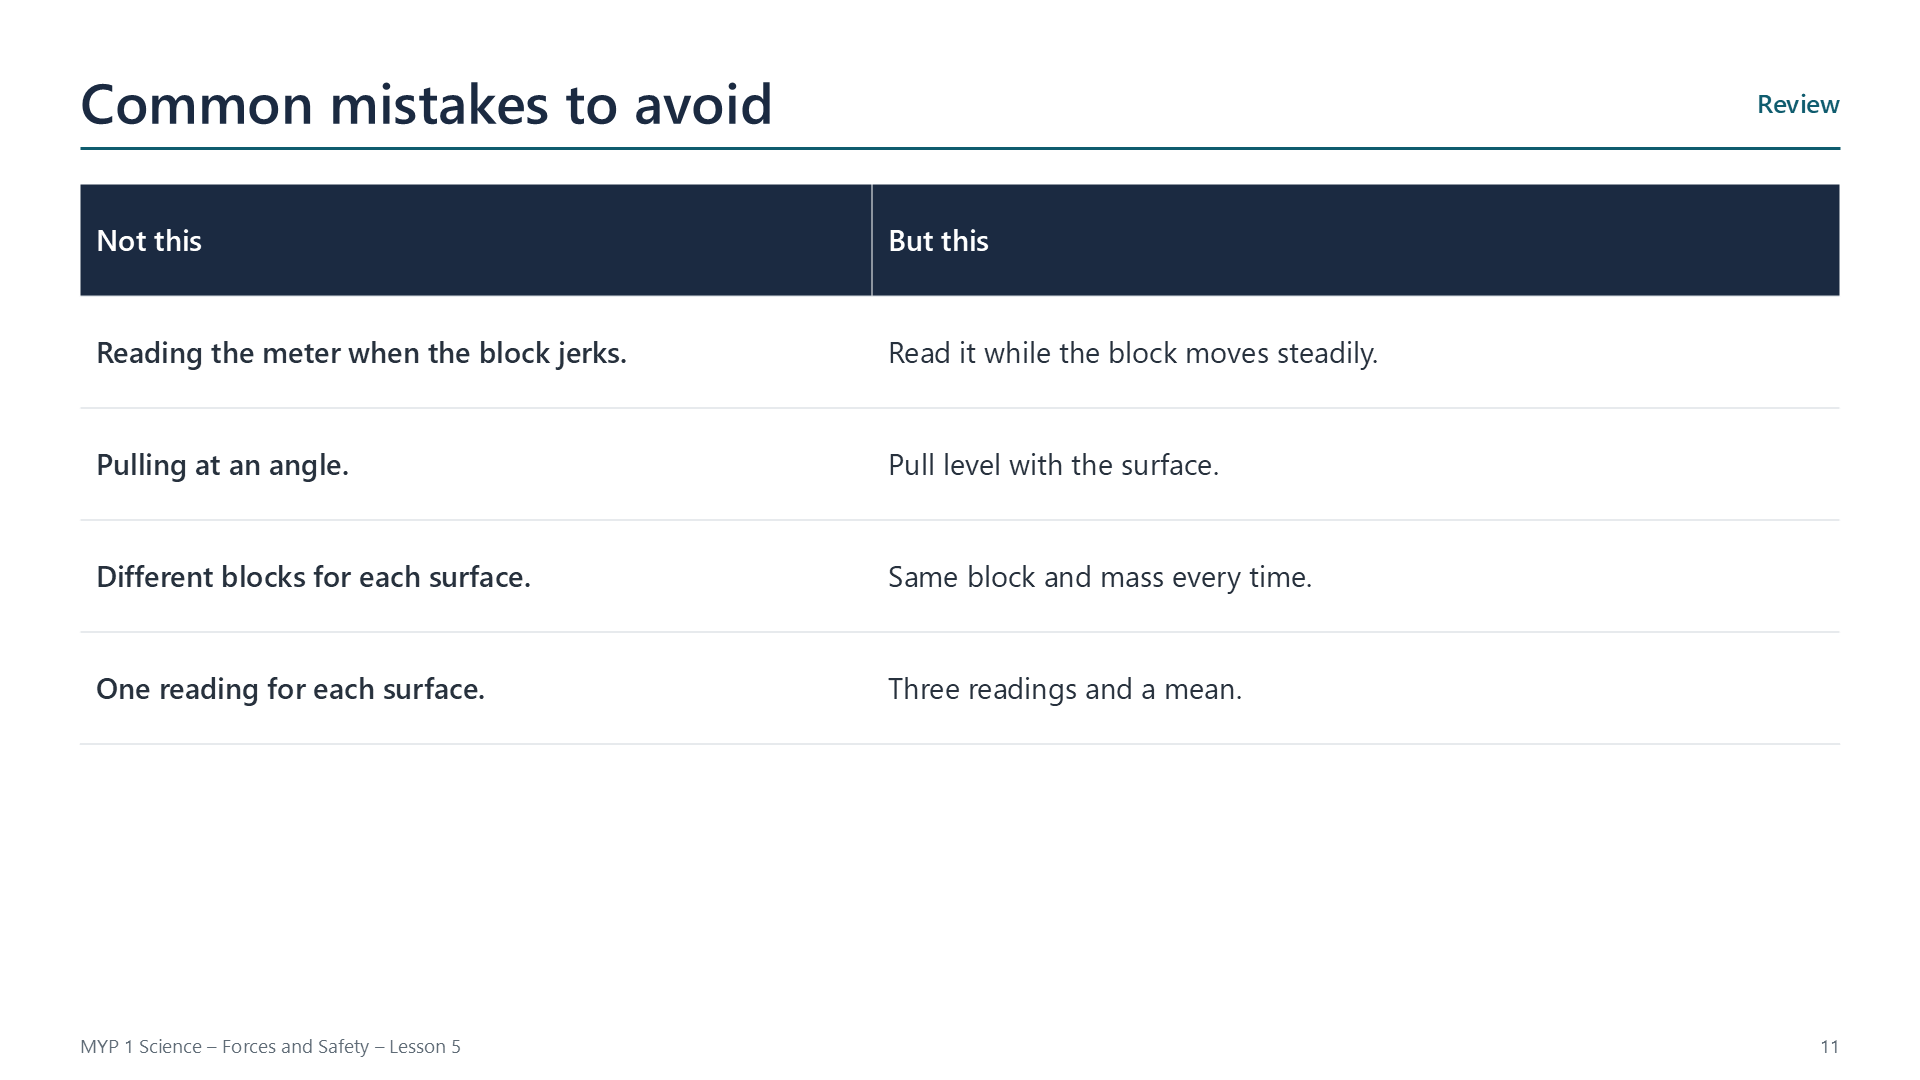 Common mistakes to avoid
Review
Not this
But this
Reading the meter when the block jerks.
Read it while the block moves steadily.
Pulling at an angle.
Pull level with the surface.
Different blocks for each surface.
Same block and mass every time.
One reading for each surface.
Three readings and a mean.
MYP 1 Science – Forces and Safety – Lesson 5
11